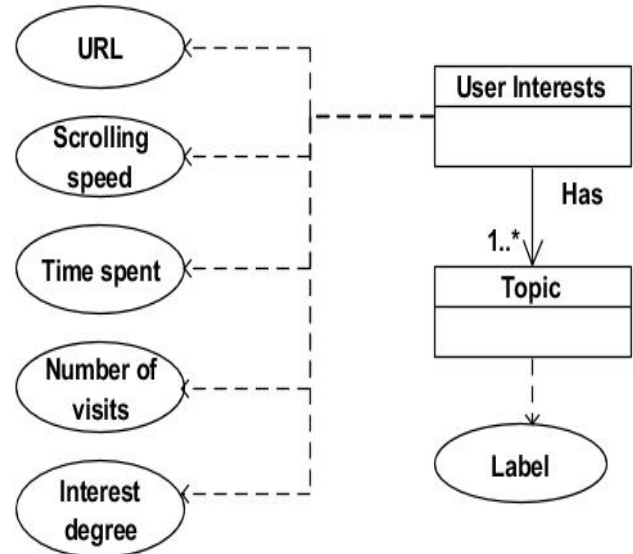 URL
Scrolling
speed
Time spent
Number of
visits
Interest
degree
User Interests
Has
1..*
Topic
Label